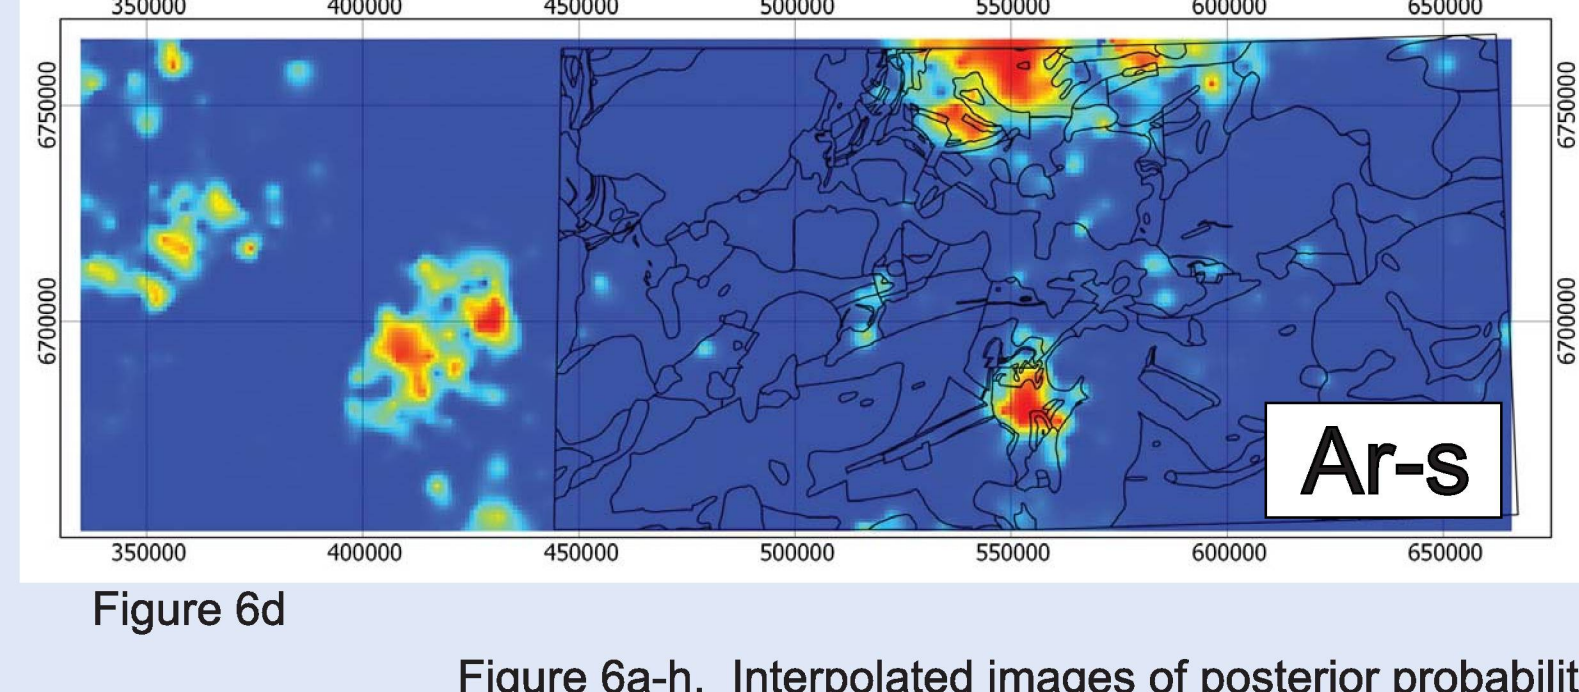 350000 400000 450000 500000 550000 600000 650000
6750000 6750000
6700000 6700000
Ar-s
350000 400000 450000 500000 550000 600000 650000
Figure 6d
Figure 6a-h. Interpolated images of posterior probabilit